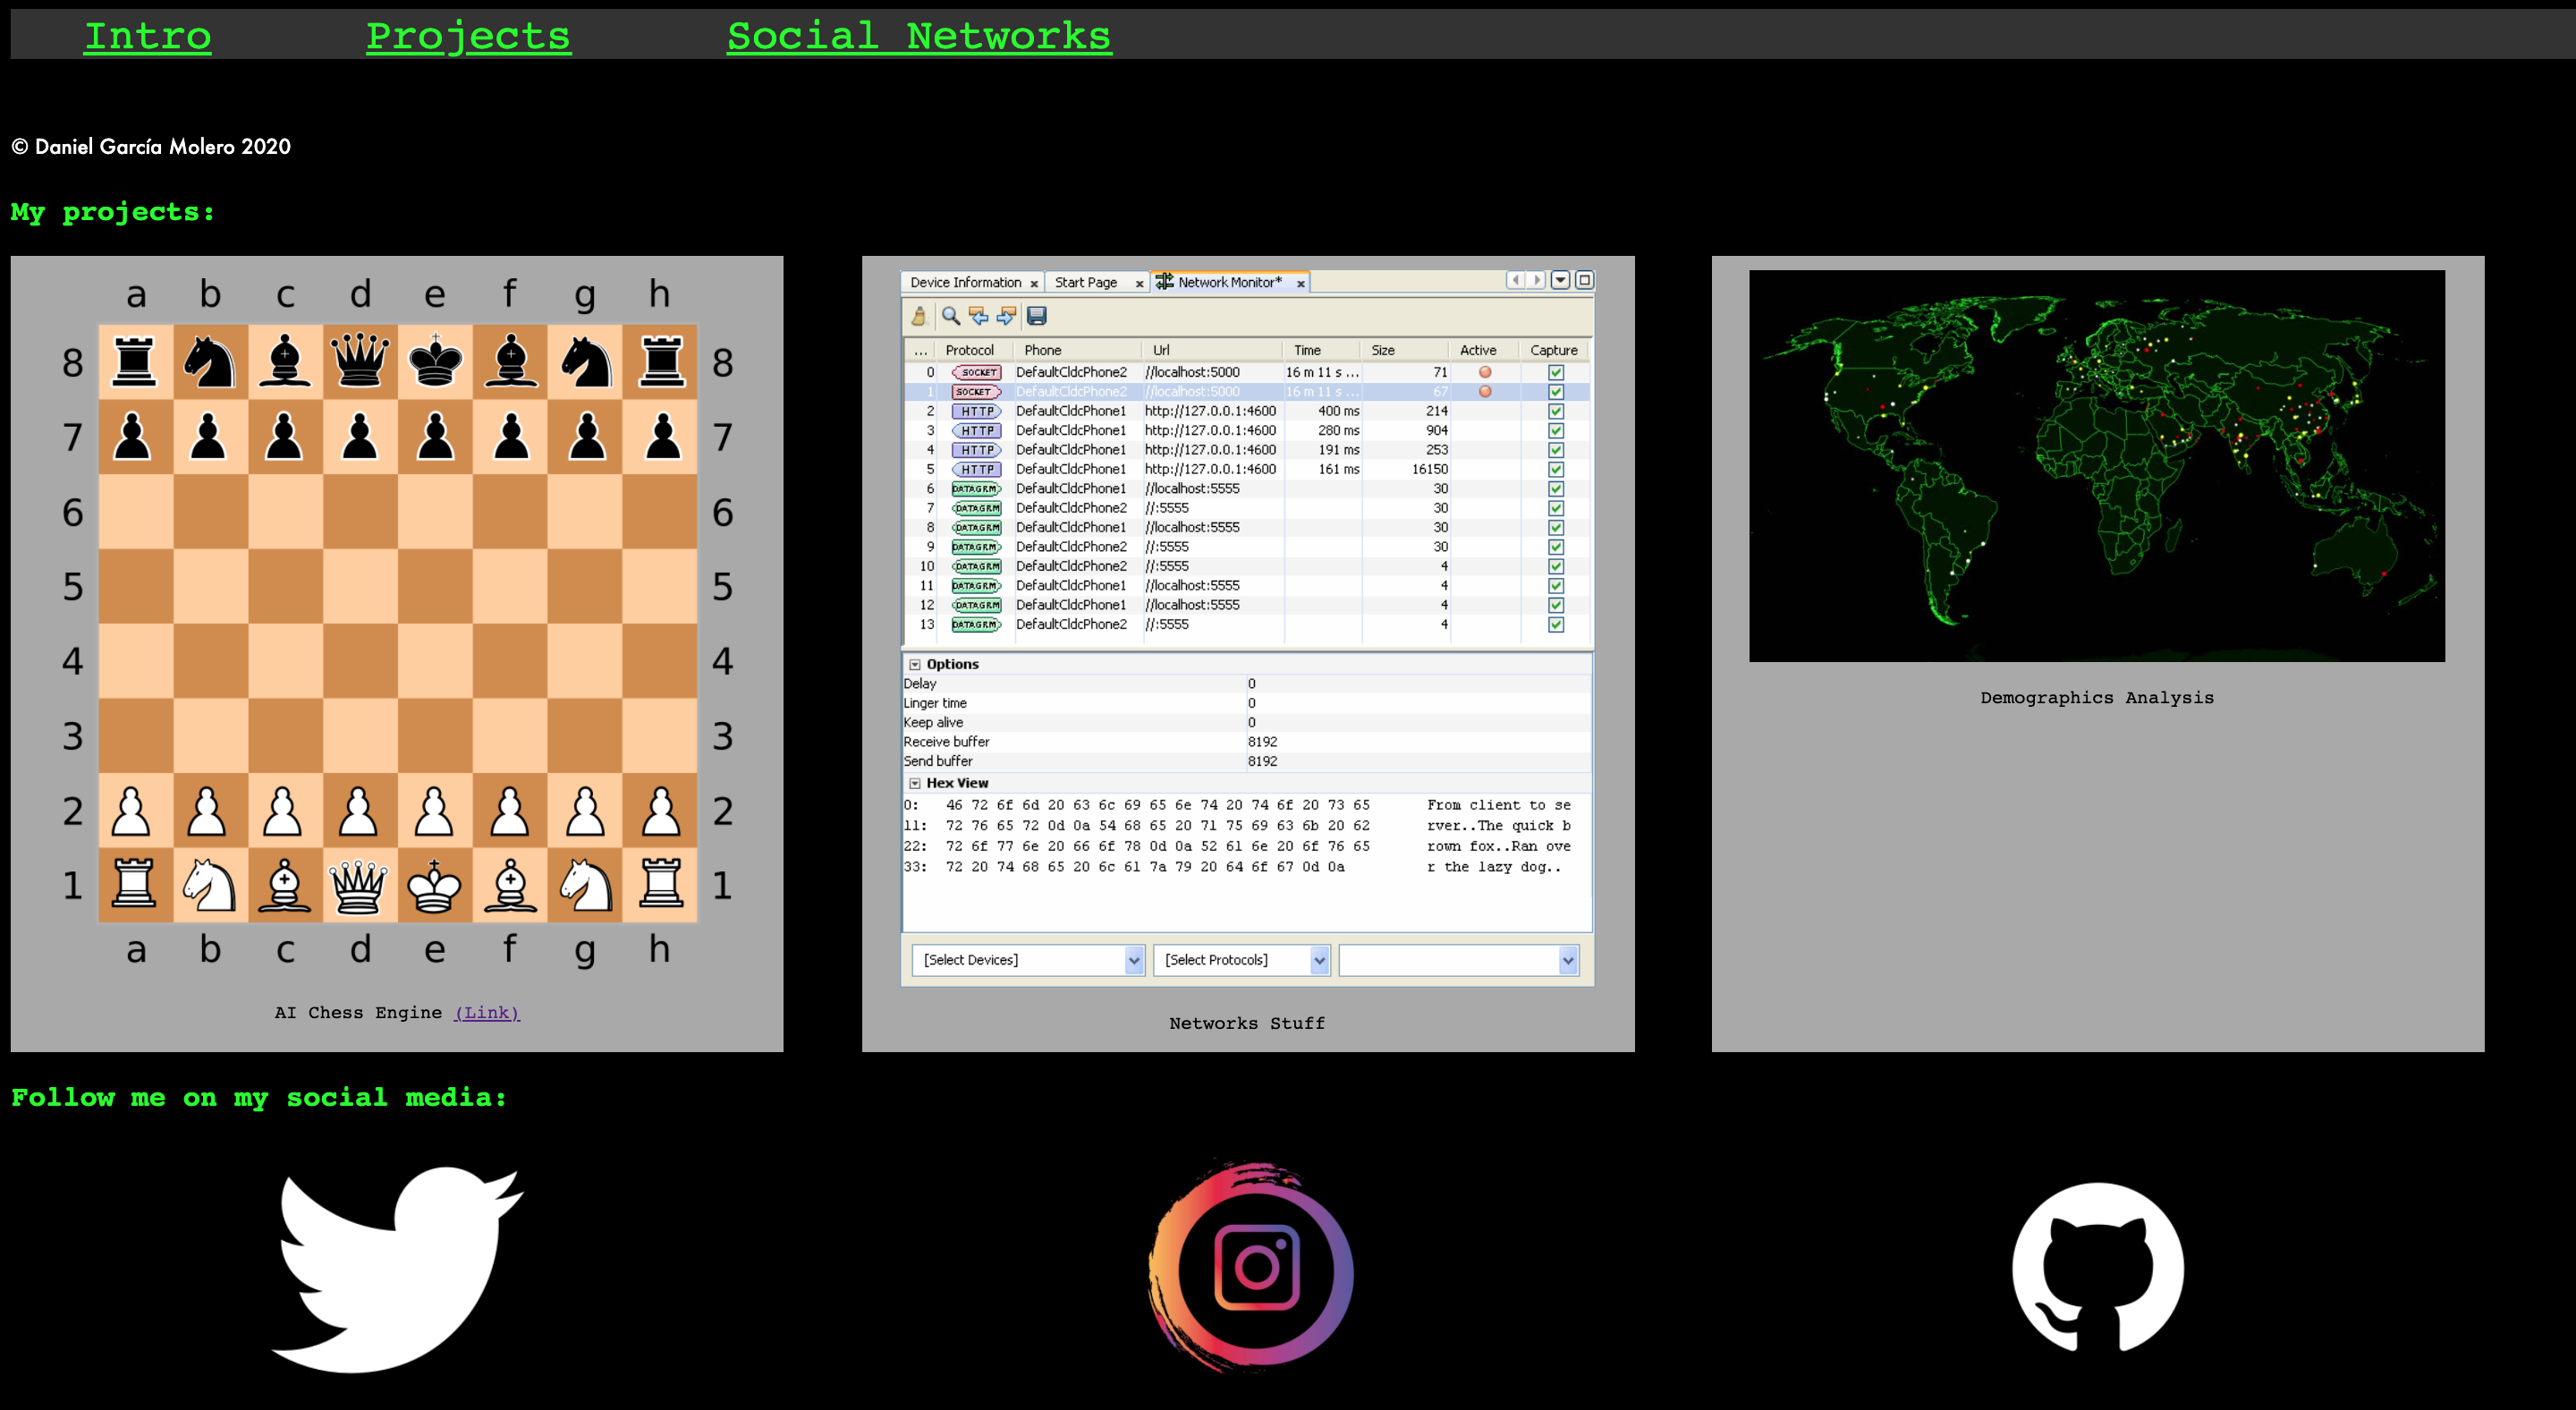 Intro Projects Social Networks
© Daniel García Molero 2020
My projects:
a b c d e f g h
8 8
7 7
6 6
5 5
4 4
3 3
2 2
1 1
a b c d e f g h
AI Chess Engine (Link)
Device Information x Start Page x Network Monitor* x
... Protocol Phone Url Time Size Active Capture
0 SOCKET DefaultCldcPhone2 //localhost:5000 16 m 11 s ... 71
1 SOCKET DefaultCldcPhone2 //localhost:5000 16 m 11 s ... 67
2 HTTP DefaultCldcPhone1 http://127.0.0.1:4600 400 ms 214
3 HTTP DefaultCldcPhone1 http://127.0.0.1:4600 280 ms 904
4 HTTP DefaultCldcPhone1 http://127.0.0.1:4600 191 ms 253
5 HTTP DefaultCldcPhone1 http://127.0.0.1:4600 161 ms 16150
6 DATAGRM DefaultCldcPhone1 //localhost:5555 30
7 DATAGRM DefaultCldcPhone2 //:5555 30
8 DATAGRM DefaultCldcPhone1 //localhost:5555 30
9 DATAGRM DefaultCldcPhone2 //:5555 30
10 DATAGRM DefaultCldcPhone2 //:5555 4
11 DATAGRM DefaultCldcPhone1 //localhost:5555 4
12 DATAGRM DefaultCldcPhone1 //localhost:5555 4
13 DATAGRM DefaultCldcPhone2 //:5555 4
Options
Delay 0
Linger time 0
Keep alive 0
Receive buffer 8192
Send buffer 8192
Hex View
0: 46 72 6f 6d 20 63 6c 69 65 6e 74 20 74 6f 20 73 65 From client to se
11: 72 76 65 72 0d 0a 54 68 65 20 71 75 69 63 6b 20 62 rver..The quick b
22: 72 6f 77 6e 20 66 6f 78 0d 0a 52 61 6e 20 6f 76 65 rown fox..Ran ove
33: 72 20 74 68 65 20 6c 61 7a 79 20 64 6f 67 0d 0a r the lazy dog..
[Select Devices] [Select Protocols]
Networks Stuff
Demographics Analysis
Follow me on my social media: